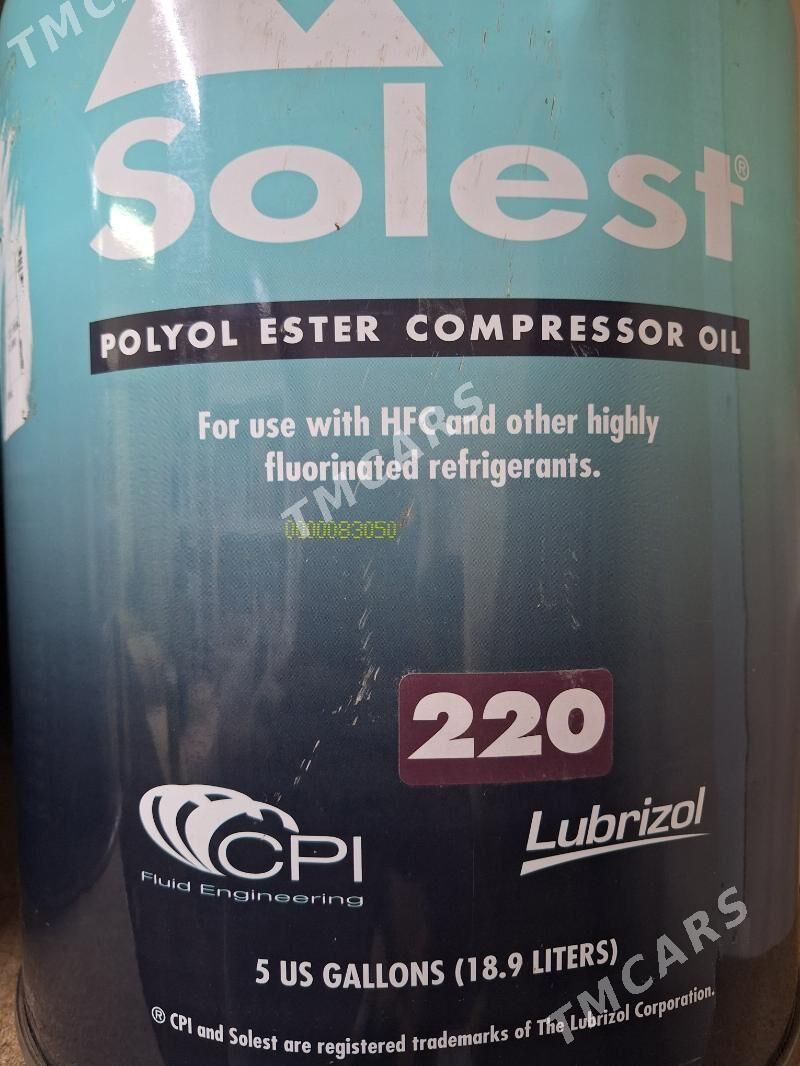 TMCARS
Solest®
POLYOL ESTER COMPRESSOR OIL
For use with HFC and other highly
fluorinated refrigerants.
TMCARS
0000083050
220
CPI
Fluid Engineering
Lubrizol
5 US GALLONS (18.9 LITERS)
TMCARS
® CPI and Solest are registered trademarks of The Lubrizol Corporation.